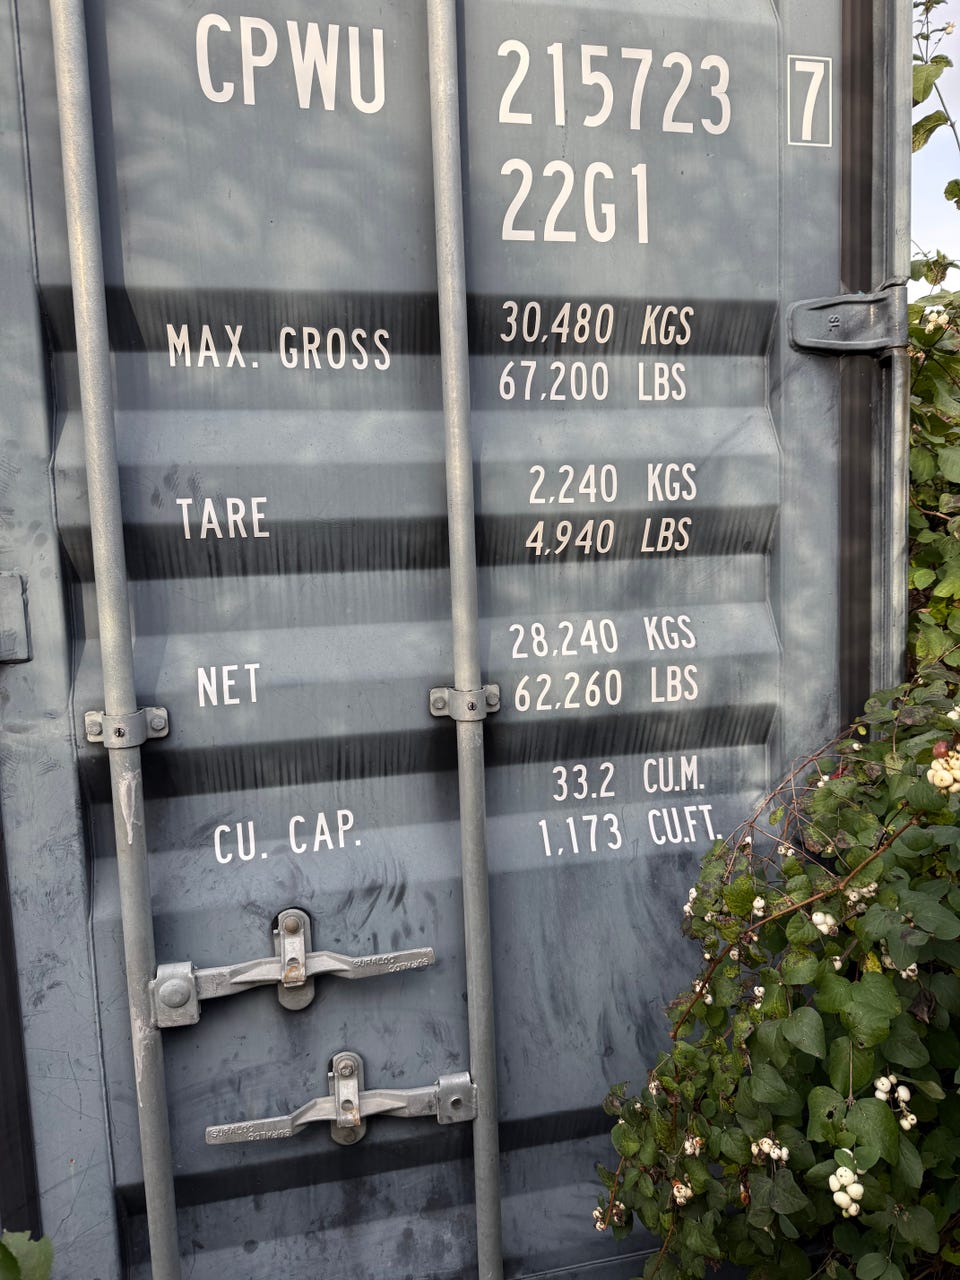 CPWU 215723 7
22G1
MAX. GROSS 30,480 KGS
67,200 LBS
TARE 2,240 KGS
4,940 LBS
NET 28,240 KGS
62,260 LBS
CU. CAP. 33.2 CU.M.
1,173 CU.FT.